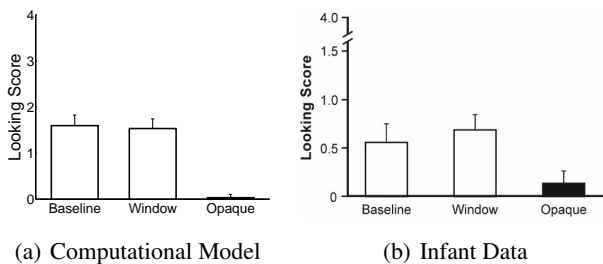 4
3
2
1
0
Looking Score
Baseline Window Opaque
(a) Computational Model
4.0
1.5
1.0
0.5
0
Looking Score
Baseline Window Opaque
(b) Infant Data